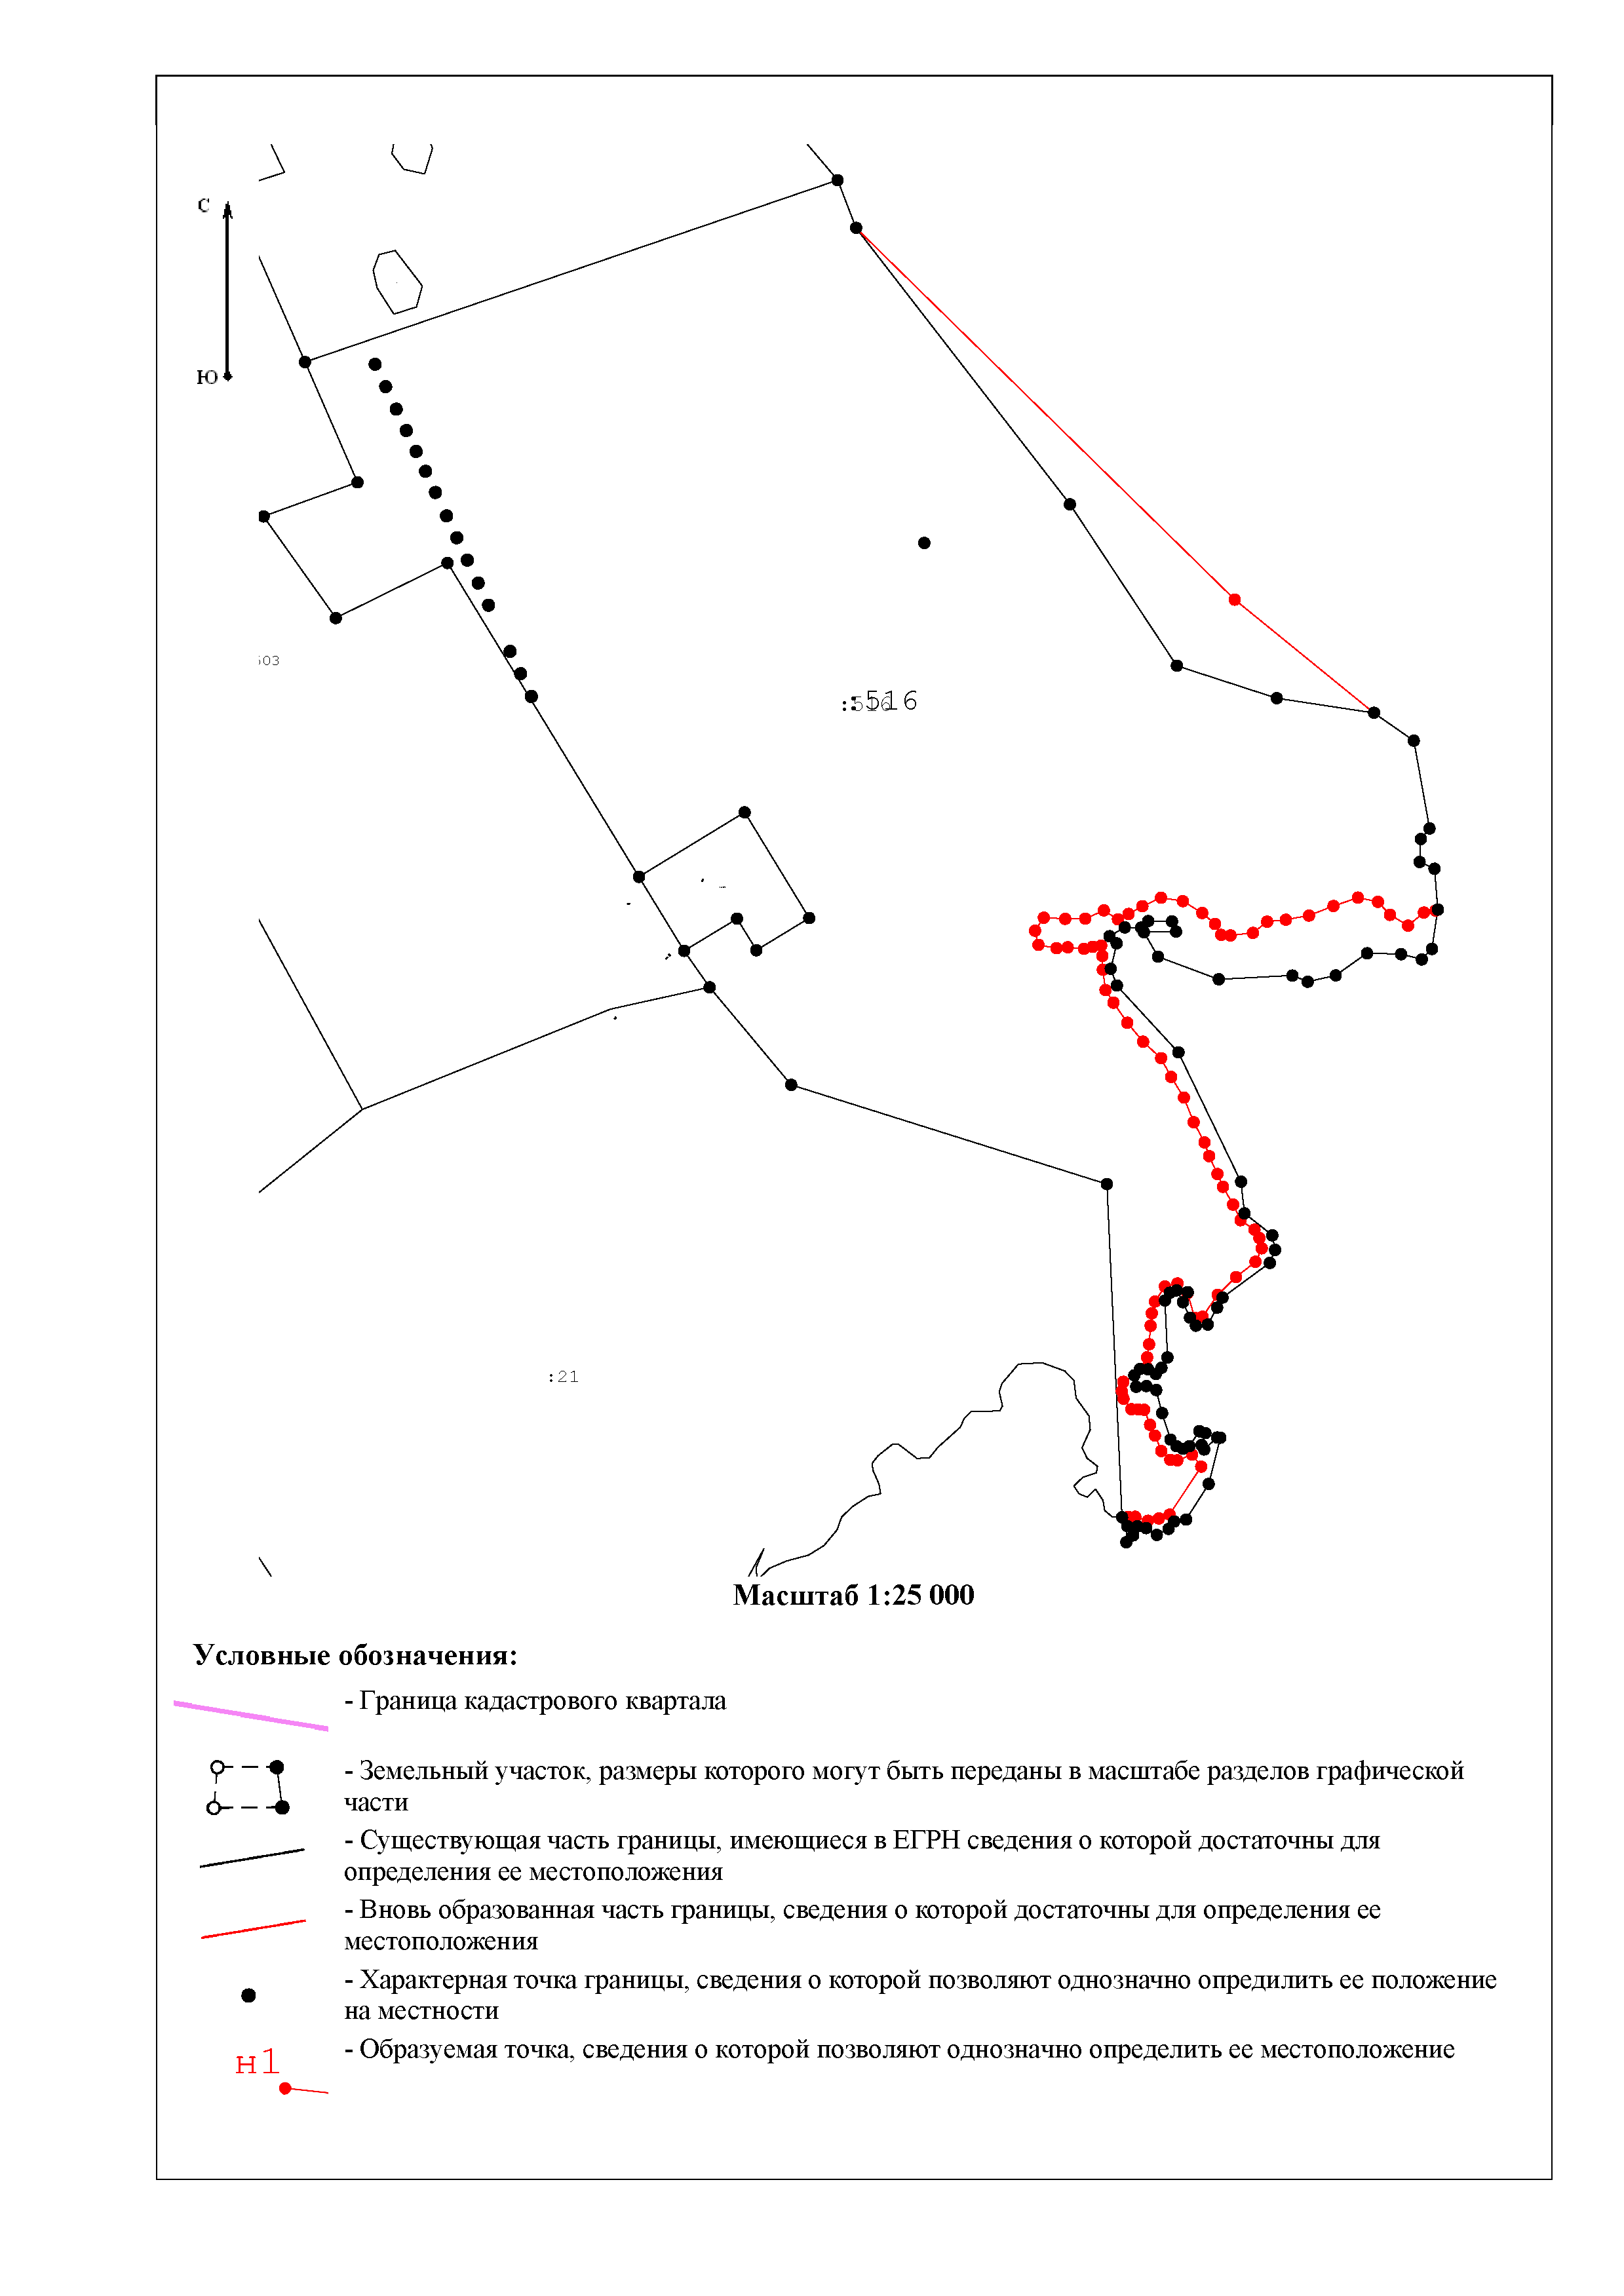 С
Ю
503
:516
:516
:21
Масштаб 1:25 000
Условные обозначения:
- Граница кадастрового квартала
- Земельный участок, размеры которого могут быть переданы в масштабе разделов графической
части
- Существующая часть границы, имеющиеся в ЕГРН сведения о которой достаточны для
определения ее местоположения
- Вновь образованная часть границы, сведения о которой достаточны для определения ее
местоположения
- Характерная точка границы, сведения о которой позволяют однозначно опредилить ее положение
на местности
н1
- Образуемая точка, сведения о которой позволяют однозначно определить ее местоположение